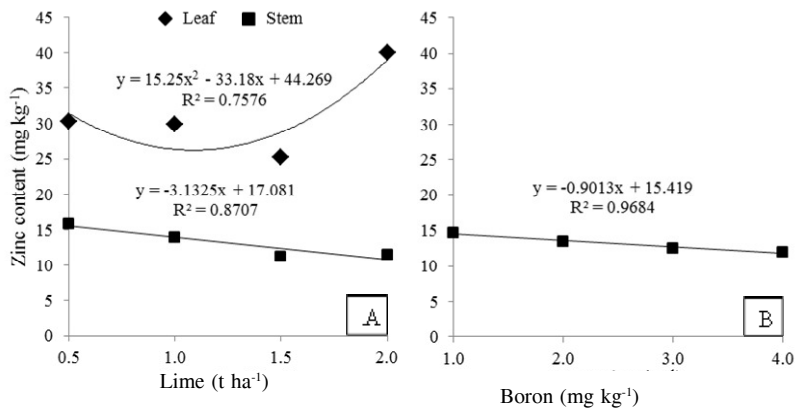 ◆ Leaf ■ Stem
Zinc content (mg kg⁻¹)
45
40
35
30
25
20
15
10
5
0
y = 15.25x² - 33.18x + 44.269
R² = 0.7576
y = -3.1325x + 17.081
R² = 0.8707
A
0.5 1.0 1.5 2.0
Lime (t ha⁻¹)
45
40
35
30
25
20
15
10
5
0
y = -0.9013x + 15.419
R² = 0.9684
B
1.0 2.0 3.0 4.0
Boron (mg kg⁻¹)